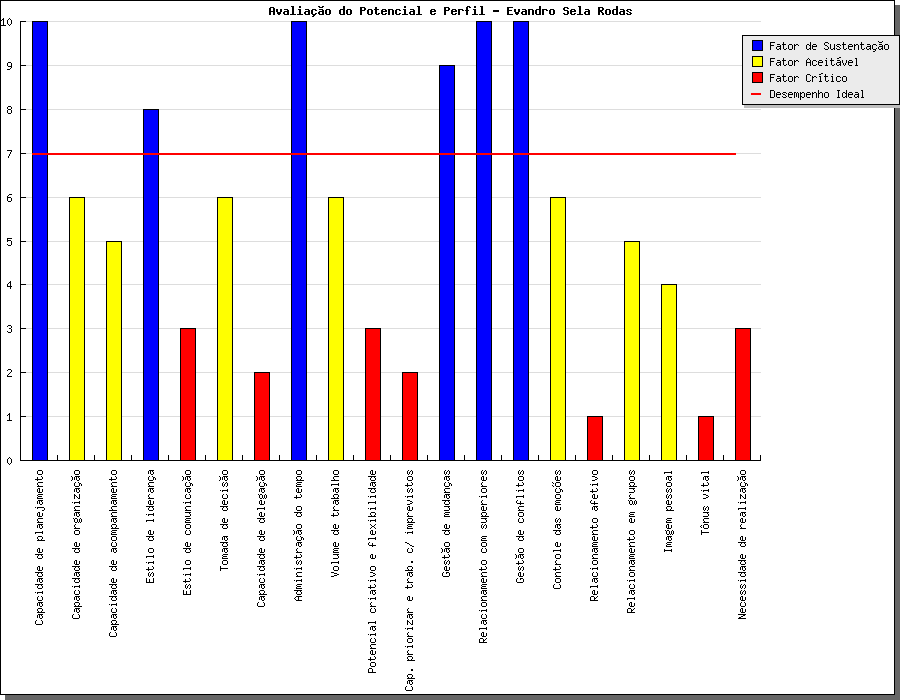 Avaliação do Potencial e Perfil - Evandro Sela Rodas
Fator de Sustentação
Fator Aceitável
Fator Crítico
Desempenho Ideal
10
9
8
7
6
5
4
3
2
1
0
Capacidade de planejamento
Capacidade de organização
Capacidade de acompanhamento
Estilo de liderança
Estilo de comunicação
Tomada de decisão
Capacidade de delegação
Administração do tempo
Volume de trabalho
Potencial criativo e flexibilidade
Cap. priorizar e trab. c/ imprevistos
Gestão de mudanças
Relacionamento com superiores
Gestão de conflitos
Controle das emoções
Relacionamento afetivo
Relacionamento em grupos
Imagem pessoal
Tônus vital
Necessidade de realização